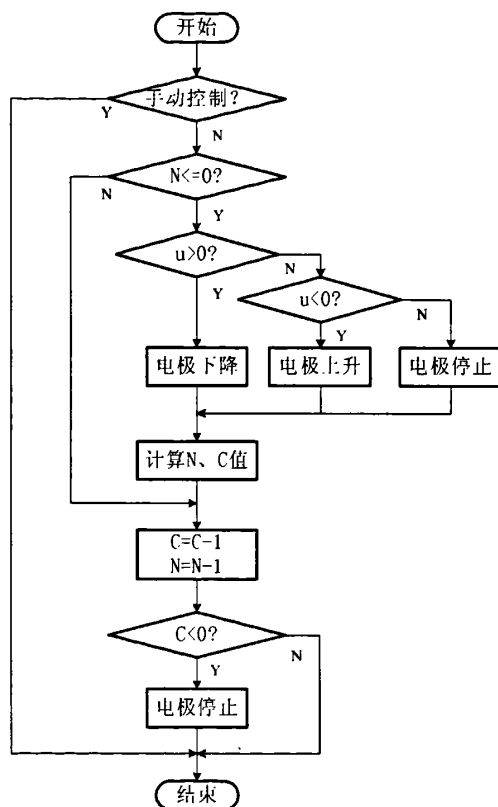 开始
手动控制?
Y
N
N<=0?
N
Y
u>0?
N
Y
u<0?
N
Y
电极下降
电极上升
电极停止
计算N、C值
C=C-1
N=N-1
C<0?
N
Y
电极停止
结束